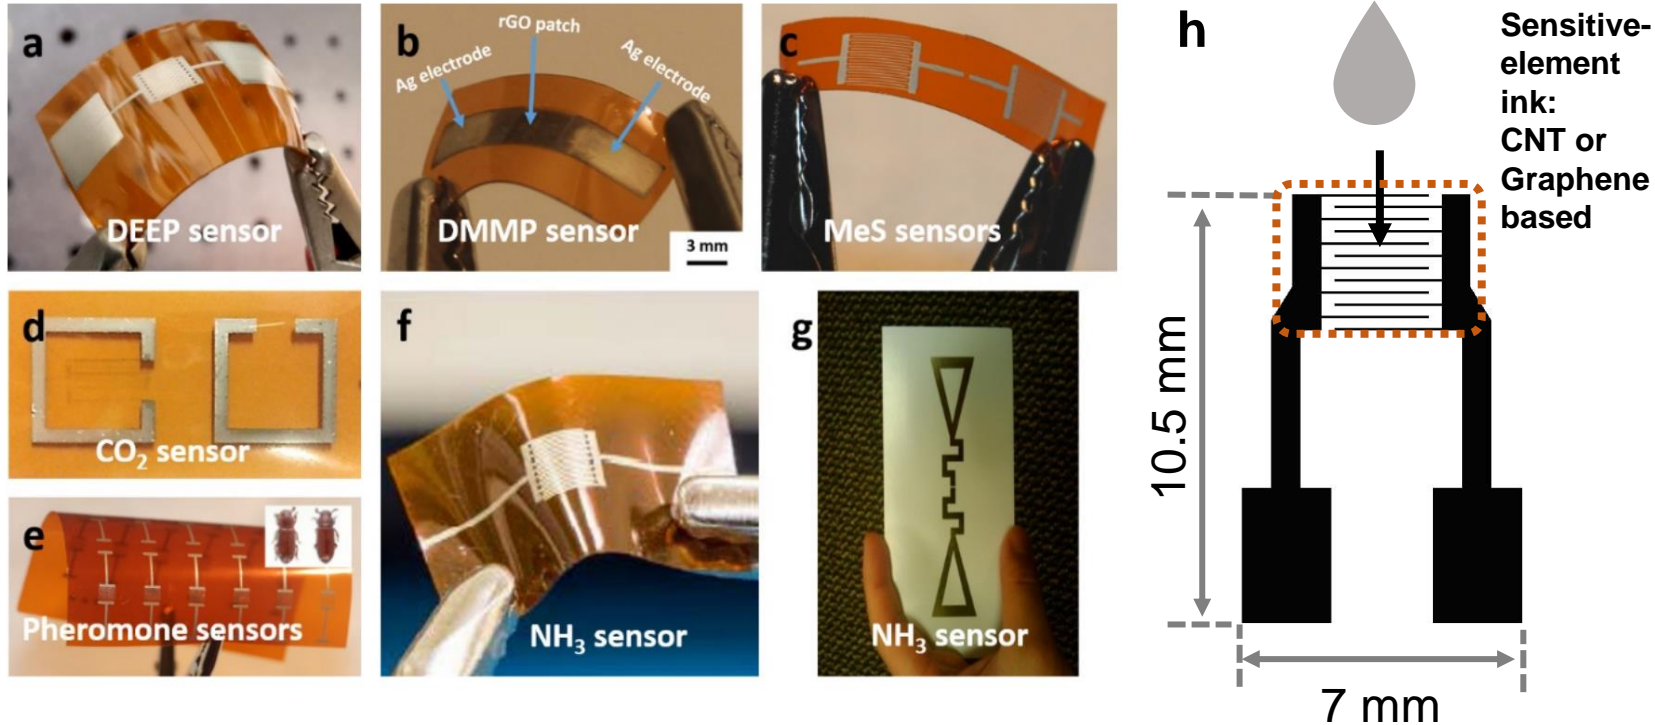 a
DEEP sensor
b
rGO patch
Ag electrode
Ag electrode
DMMP sensor
3 mm
c
MeS sensors
d
CO₂ sensor
e
Pheromone sensors
f
NH₃ sensor
g
NH₃ sensor
h
Sensitive-
element
ink:
CNT or
Graphene
based
10.5 mm
7 mm